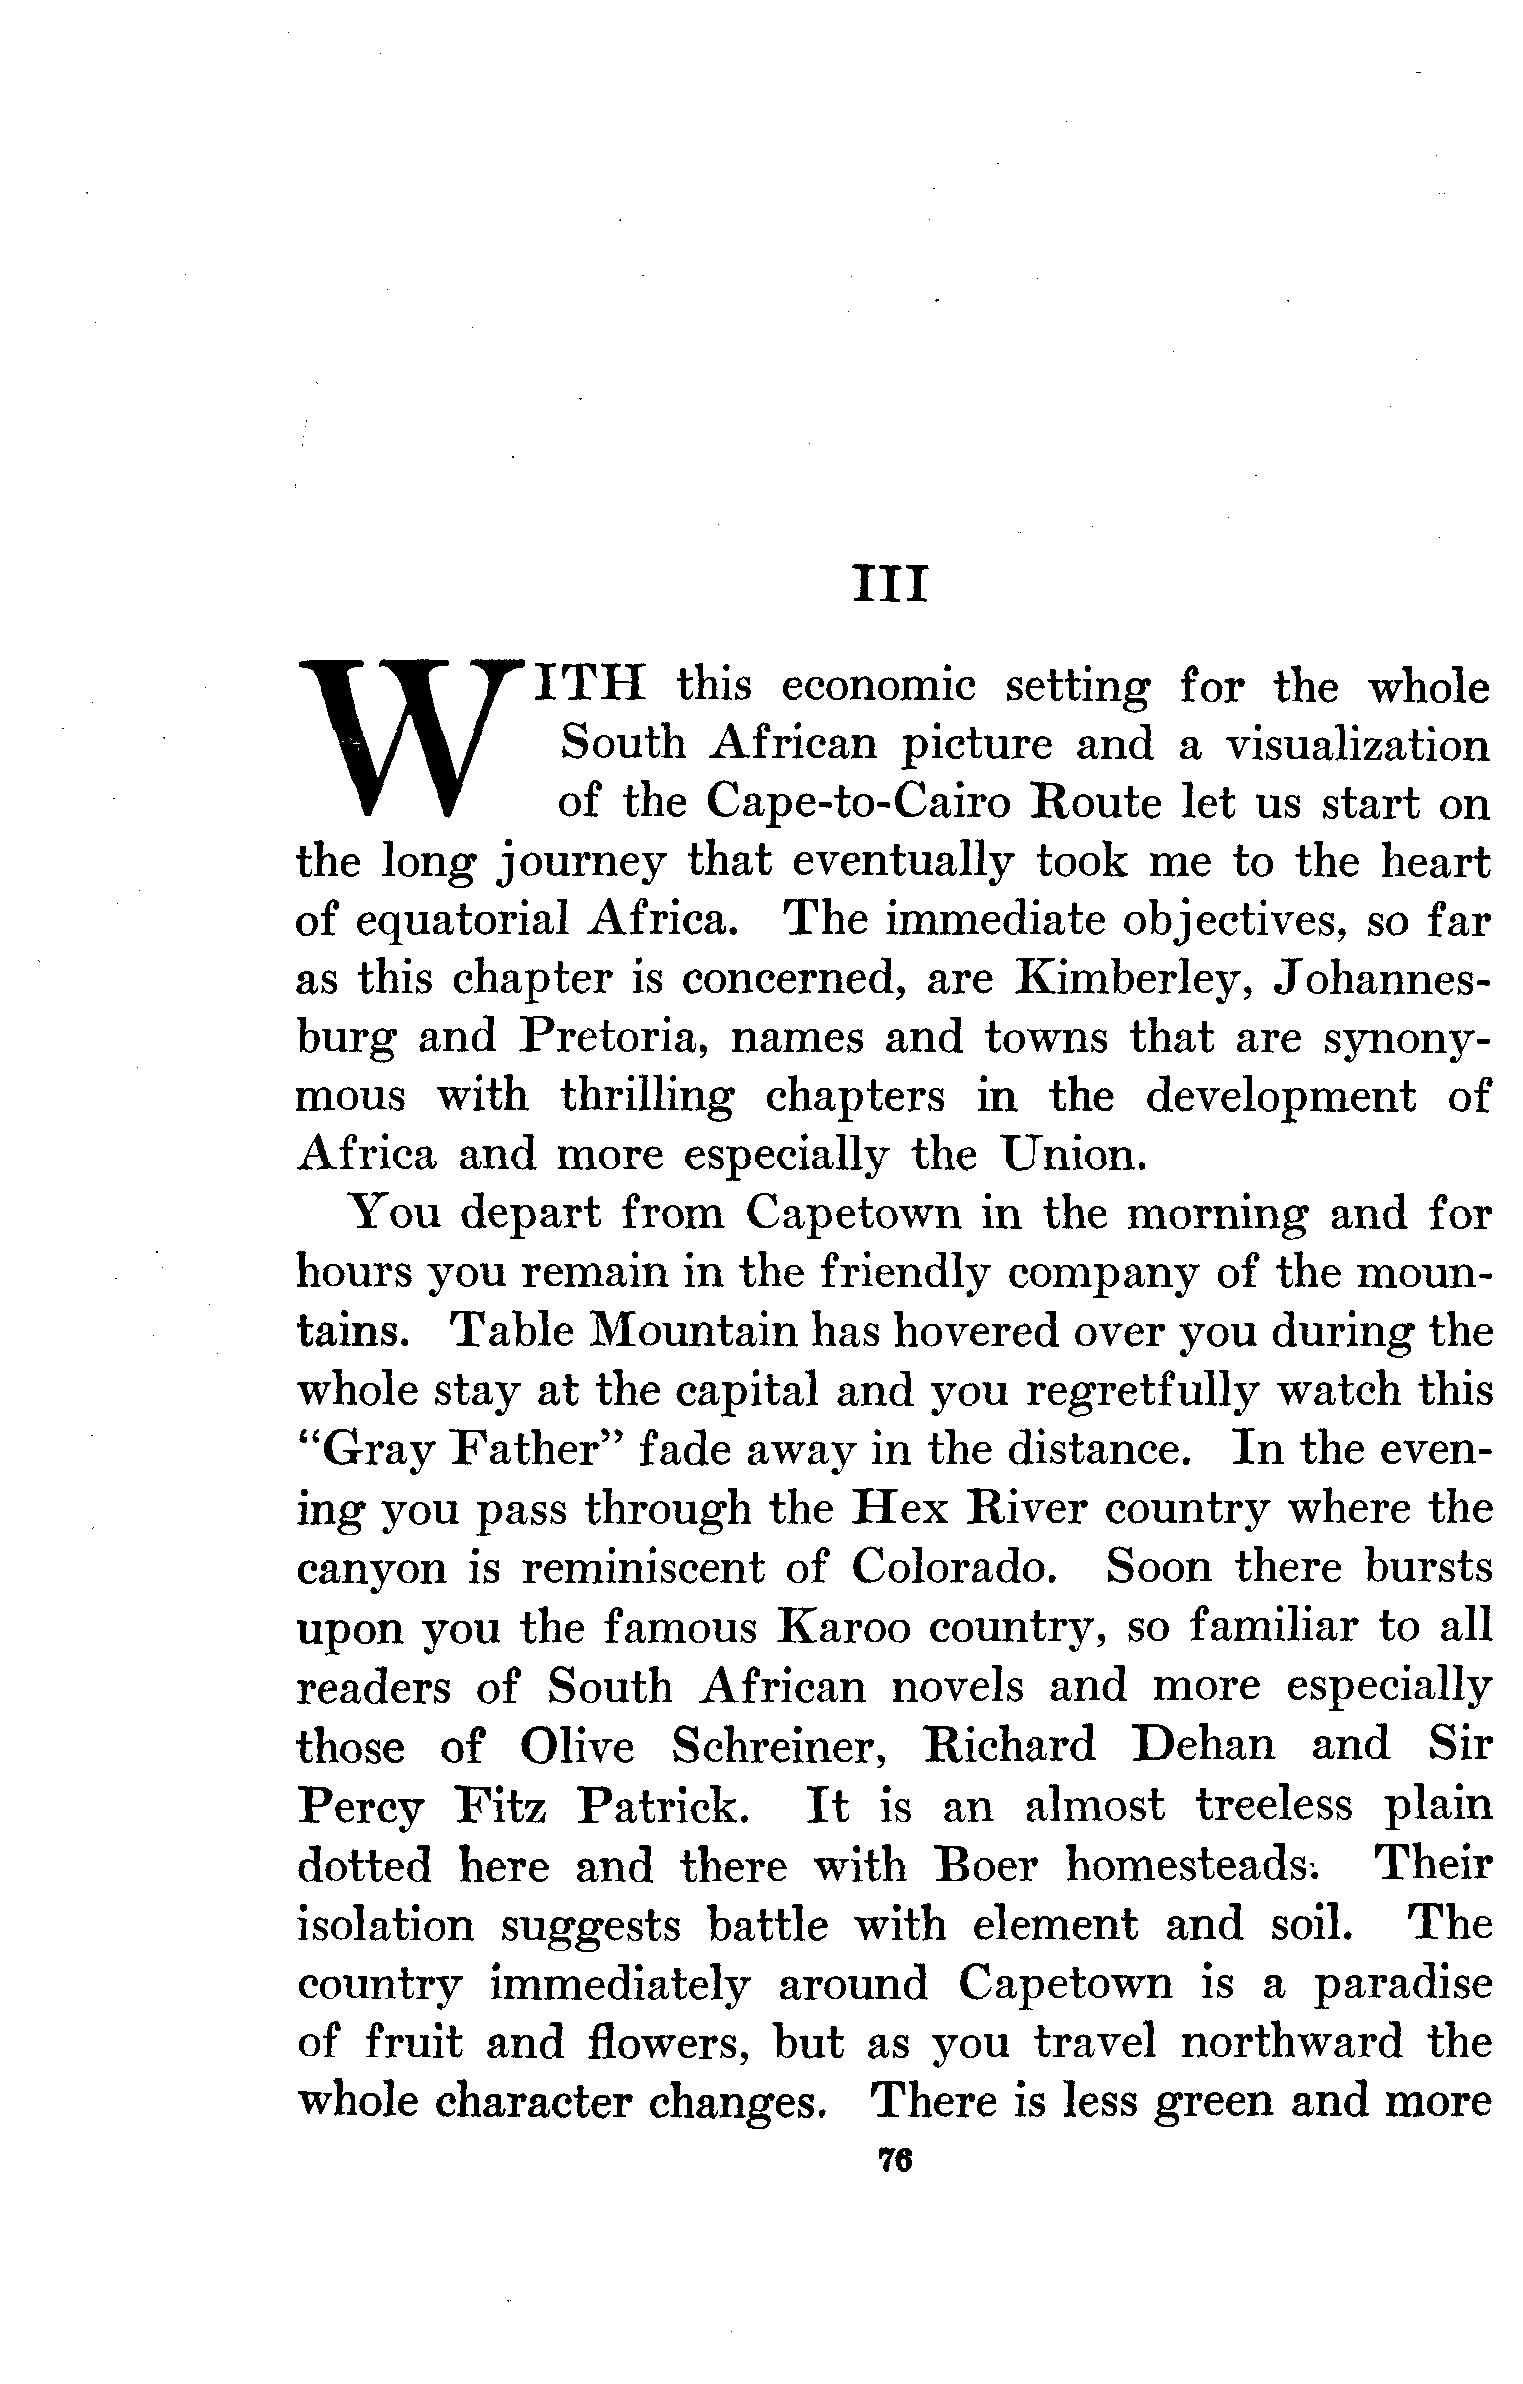 III
WITH this economic setting for the whole
South African picture and a visualization
of the Cape-to-Cairo Route let us start on
the long journey that eventually took me to the heart
of equatorial Africa. The immediate objectives, so far
as this chapter is concerned, are Kimberley, Johannes-
burg and Pretoria, names and towns that are synony-
mous with thrilling chapters in the development of
Africa and more especially the Union.
You depart from Capetown in the morning and for
hours you remain in the friendly company of the moun-
tains. Table Mountain has hovered over you during the
whole stay at the capital and you regretfully watch this
“Gray Father” fade away in the distance. In the even-
ing you pass through the Hex River country where the
canyon is reminiscent of Colorado. Soon there bursts
upon you the famous Karoo country, so familiar to all
readers of South African novels and more especially
those of Olive Schreiner, Richard Dehan and Sir
Percy Fitz Patrick. It is an almost treeless plain
dotted here and there with Boer homesteads. Their
isolation suggests battle with element and soil. The
country immediately around Capetown is a paradise
of fruit and flowers, but as you travel northward the
whole character changes. There is less green and more
76